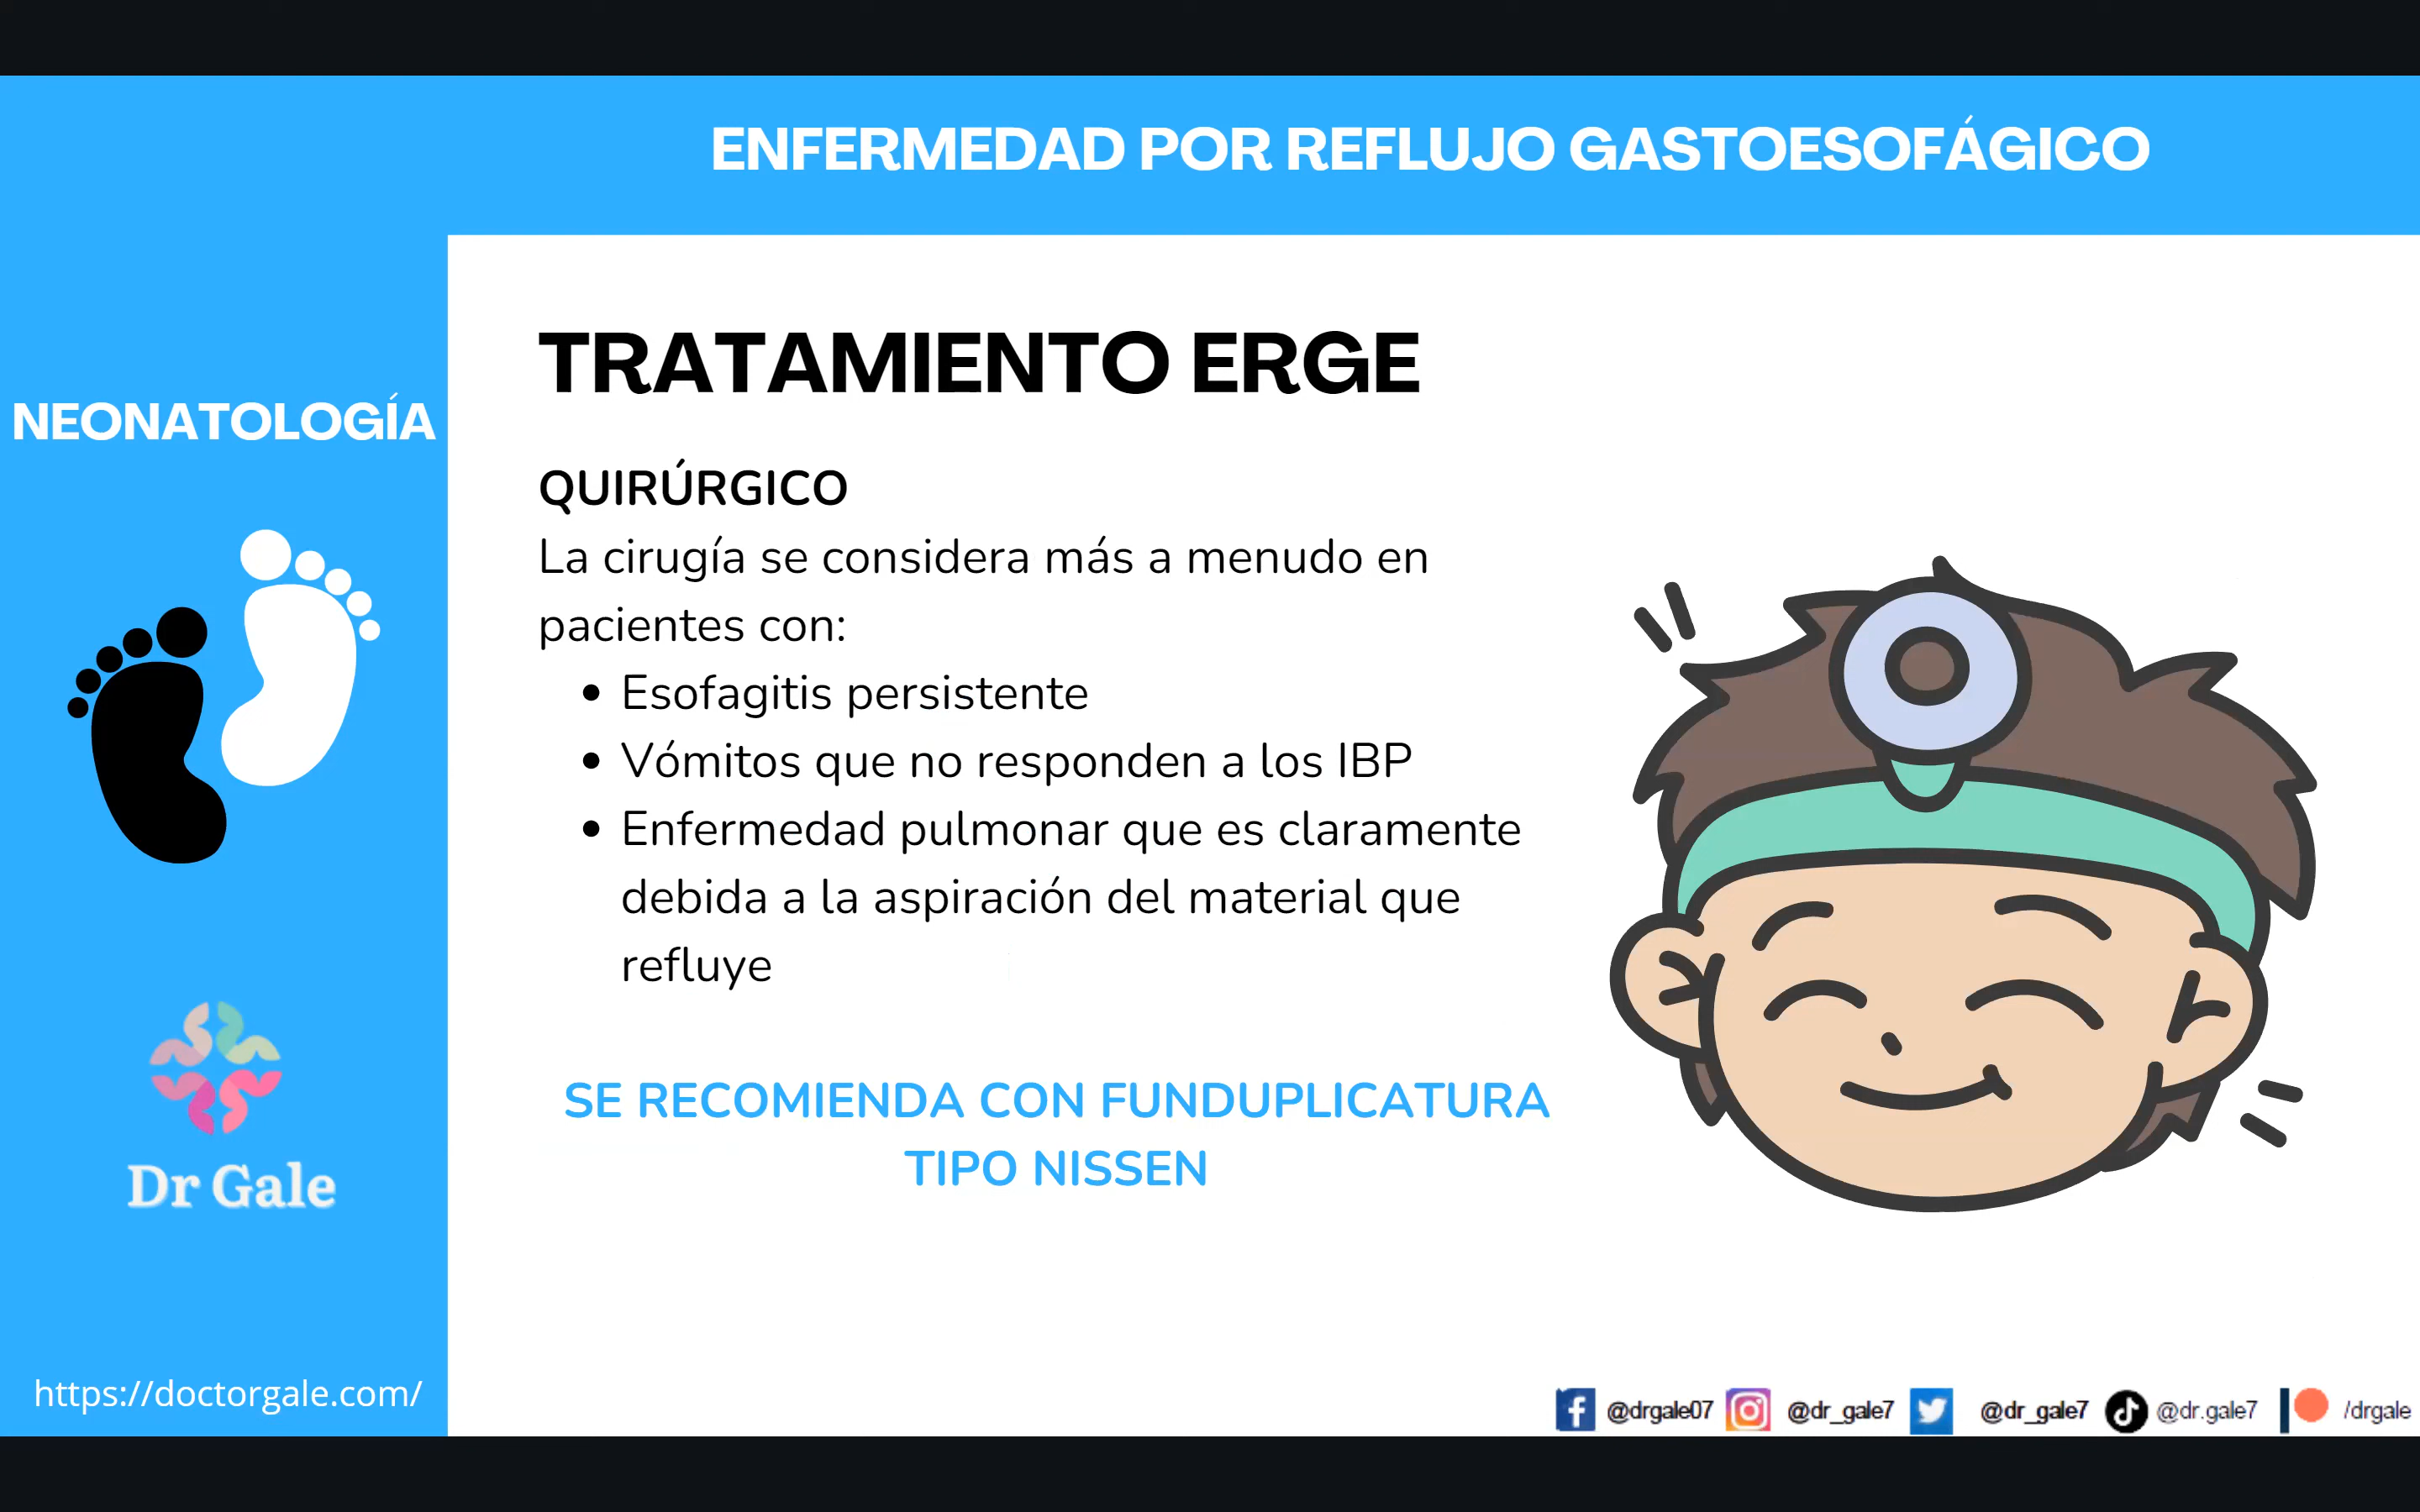 ENFERMEDAD POR REFLUJO GASTOESOFÁGICO
NEONATOLOGÍA
Dr Gale
https://doctorgale.com/
TRATAMIENTO ERGE
QUIRÚRGICO
La cirugía se considera más a menudo en
pacientes con:
• Esofagitis persistente
• Vómitos que no responden a los IBP
• Enfermedad pulmonar que es claramente
debida a la aspiración del material que
refluye
SE RECOMIENDA CON FUNDUPLICATURA
TIPO NISSEN
@drgale07 @dr_gale7 @dr_gale7 @dr.gale7 /drgale